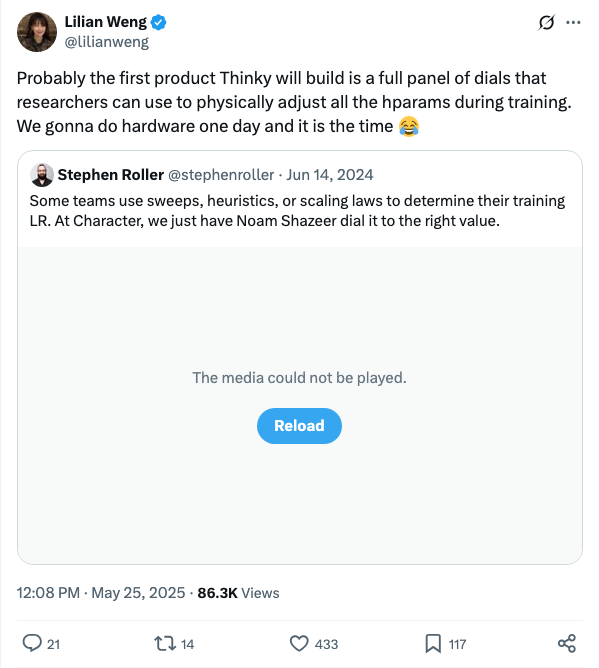 Lilian Weng
@lilianweng
Probably the first product Thinky will build is a full panel of dials that
researchers can use to physically adjust all the hparams during training.
We gonna do hardware one day and it is the time 😂
Stephen Roller @stephenroller · Jun 14, 2024
Some teams use sweeps, heuristics, or scaling laws to determine their training
LR. At Character, we just have Noam Shazeer dial it to the right value.
The media could not be played.
Reload
12:08 PM · May 25, 2025 · 86.3K Views
21 14 433 117